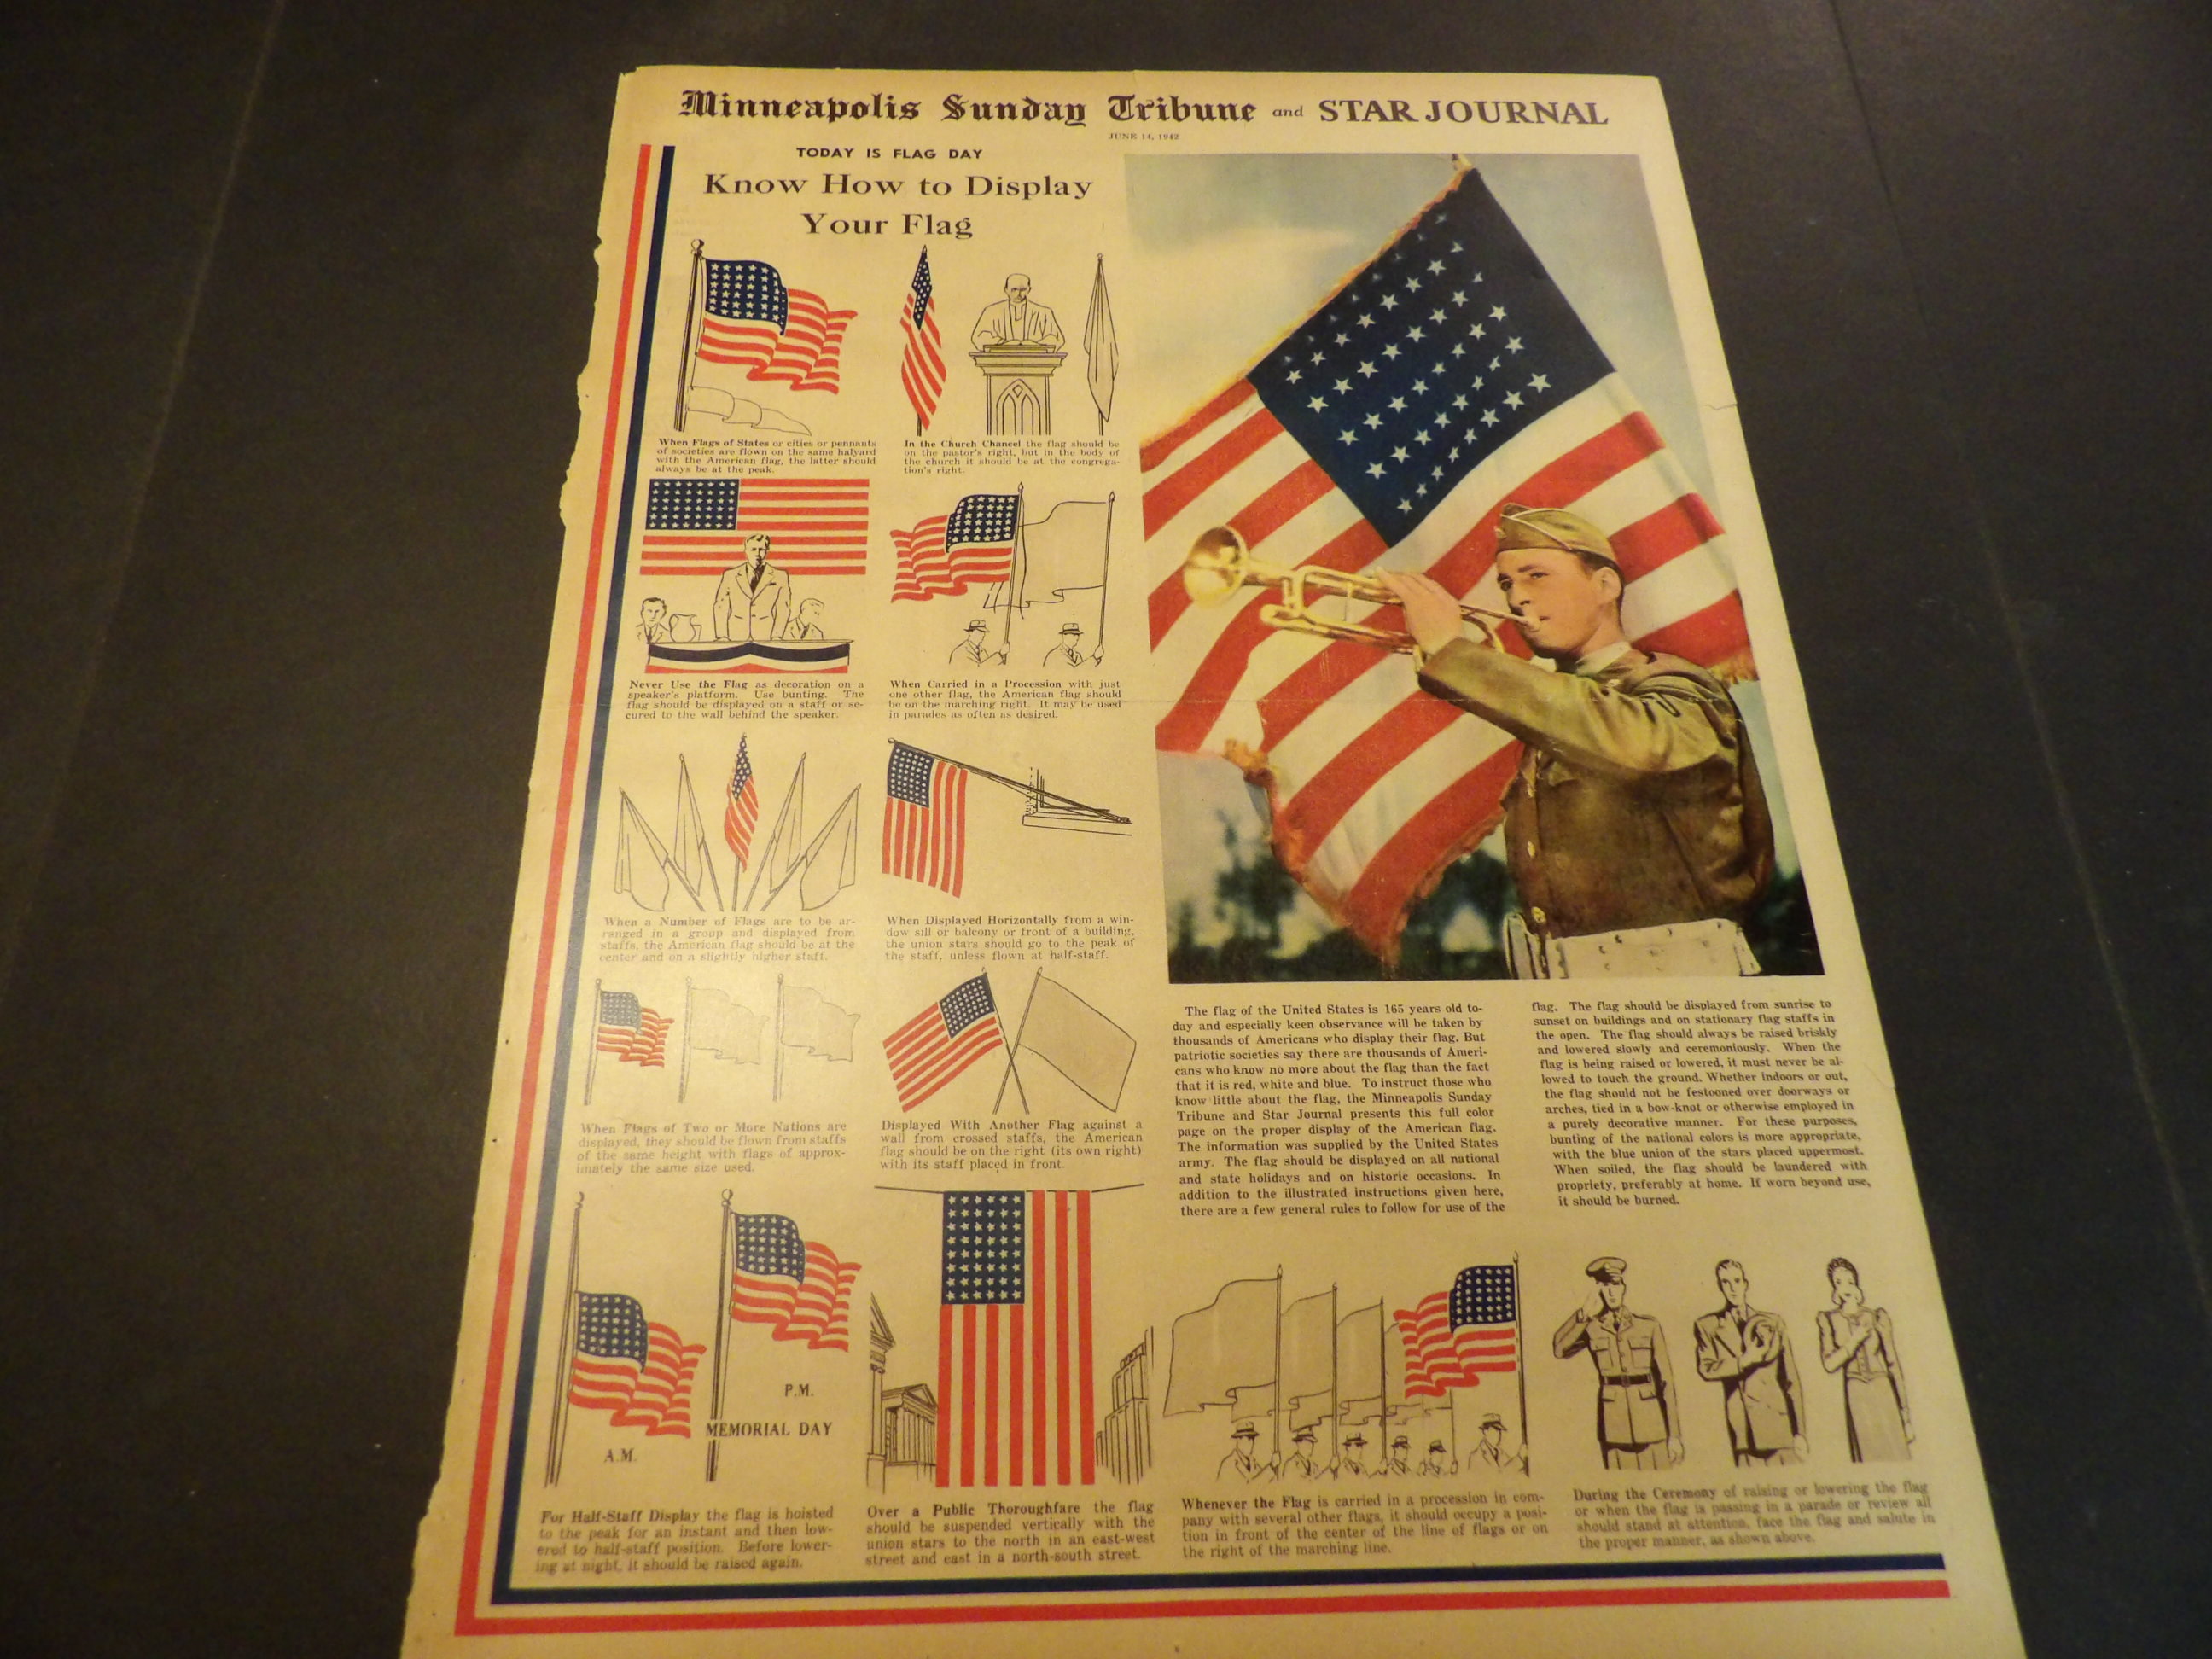 Minneapolis Sunday Tribune and STAR JOURNAL
JUNE 14, 1942
TODAY IS FLAG DAY
Know How to Display
Your Flag
When Flags of States or cities or pennants
of societies are flown on the same halyard
with the American flag, the latter should
always be at the peak.
In the Church Chancel the flag should be
on the pastor's right, but in the body of
the church it should be at the congrega-
tion's right.
Never Use the Flag as decoration on a
speaker's platform. Use bunting. The
flag should be displayed on a staff or se-
cured to the wall behind the speaker.
When Carried in a Procession with just
one other flag, the American flag should
be on the marching right. It may be used
in parades as often as desired.
When a Number of Flags are to be ar-
ranged in a group and displayed from
staffs, the American flag should be at the
center and on a slightly higher staff.
When Displayed Horizontally from a win-
dow sill or balcony or front of a building,
the union stars should go to the peak of
the staff, unless flown at half-staff.
When Flags of Two or More Nations are
displayed, they should be flown from staffs
of the same height with flags of approx-
imately the same size used.
Displayed With Another Flag against a
wall from crossed staffs, the American
flag should be on the right (its own right)
with its staff placed in front.
The flag of the United States is 165 years old to-
day and especially keen observance will be taken by
thousands of Americans who display their flag. But
patriotic societies say there are thousands of Ameri-
cans who know no more about the flag than the fact
that it is red, white and blue. To instruct those who
know little about the flag, the Minneapolis Sunday
Tribune and Star Journal presents this full color
page on the proper display of the American flag.
The information was supplied by the United States
army. The flag should be displayed on all national
and state holidays and on historic occasions. In
addition to the illustrated instructions given here,
there are a few general rules to follow for use of the
flag. The flag should be displayed from sunrise to
sunset on buildings and on stationary flag staffs in
the open. The flag should always be raised briskly
and lowered slowly and ceremoniously. When the
flag is being raised or lowered, it must never be al-
lowed to touch the ground. Whether indoors or out,
the flag should not be festooned over doorways or
arches, tied in a bow-knot or otherwise employed in
a purely decorative manner. For these purposes,
bunting of the national colors is more appropriate,
with the blue union of the stars placed uppermost.
When soiled, the flag should be laundered with
propriety, preferably at home. If worn beyond use,
it should be burned.
P.M.
MEMORIAL DAY
A.M.
For Half-Staff Display the flag is hoisted
to the peak for an instant and then low-
ered to half-staff position. Before lower-
ing at night, it should be raised again.
Over a Public Thoroughfare the flag
should be suspended vertically with the
union stars to the north in an east-west
street and east in a north-south street.
Whenever the Flag is carried in a procession in com-
pany with several other flags, it should occupy a posi-
tion in front of the center of the line of flags or on
the right of the marching line.
During the Ceremony of raising or lowering the flag
or when the flag is passing in a parade or review all
should stand at attention, face the flag and salute in
the proper manner, as shown above.